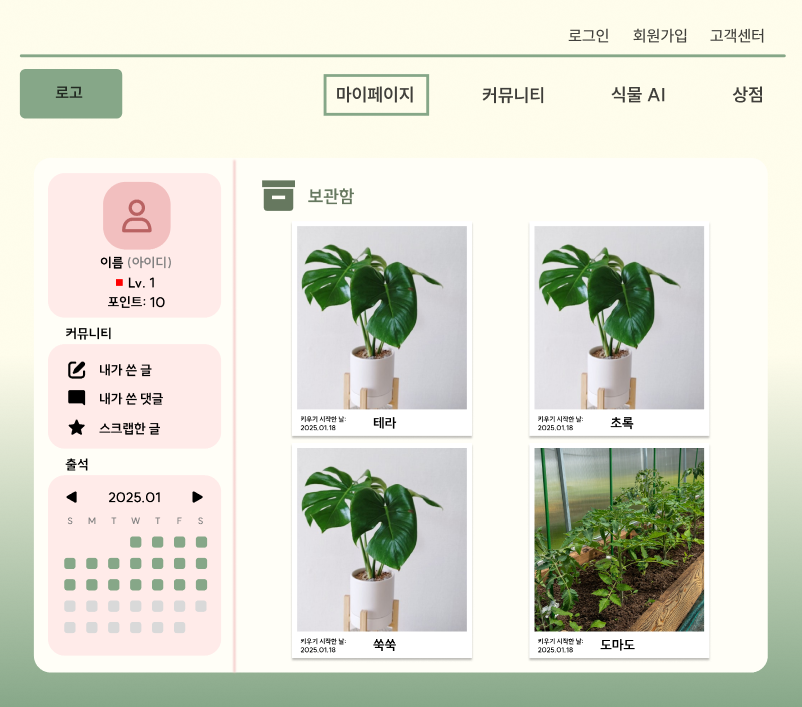 로그인 회원가입 고객센터
로고 마이페이지 커뮤니티 식물 AI 상점
이름 (아이디)
Lv. 1
포인트: 10
커뮤니티
내가 쓴 글
내가 쓴 댓글
스크랩한 글
출석
2025.01
S M T W T F S
보관함
키우기 시작한 날:
2025.01.18
테라
키우기 시작한 날:
2025.01.18
초록
키우기 시작한 날:
2025.01.18
쑥쑥
키우기 시작한 날:
2025.01.18
도마도